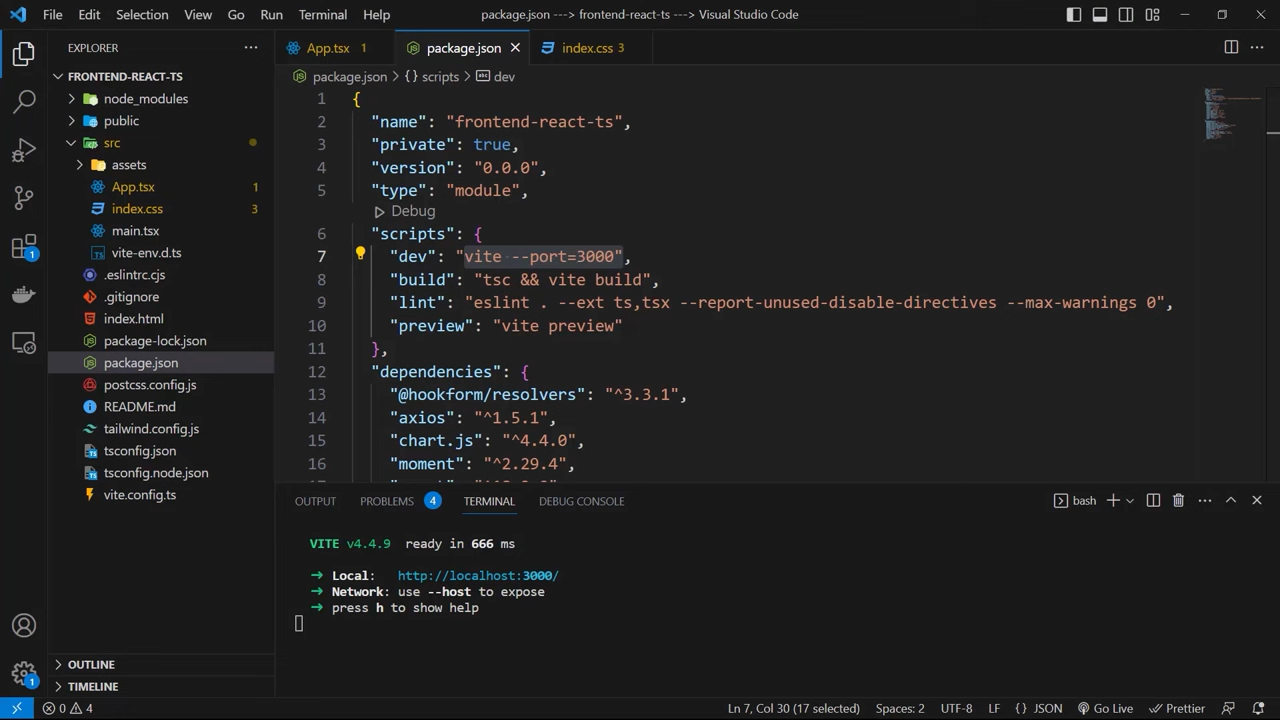 File Edit Selection View Go Run Terminal Help package.json ---> frontend-react-ts ---> Visual Studio Code
EXPLORER
FRONTEND-REACT-TS
node_modules
public
src
assets
App.tsx 1
index.css 3
main.tsx
vite-env.d.ts
.eslintrc.cjs
.gitignore
index.html
package-lock.json
package.json
postcss.config.js
README.md
tailwind.config.js
tsconfig.json
tsconfig.node.json
vite.config.ts
OUTLINE
TIMELINE
1
1
App.tsx 1 package.json index.css 3
package.json > {} scripts > abc dev
1 {
2 "name": "frontend-react-ts",
3 "private": true,
4 "version": "0.0.0",
5 "type": "module",
Debug
6 "scripts": {
7 "dev": "vite --port=3000",
8 "build": "tsc && vite build",
9 "lint": "eslint . --ext ts,tsx --report-unused-disable-directives --max-warnings 0",
10 "preview": "vite preview"
11 },
12 "dependencies": {
13 "@hookform/resolvers": "^3.3.1",
14 "axios": "^1.5.1",
15 "chart.js": "^4.4.0",
16 "moment": "^2.29.4",
OUTPUT PROBLEMS 4 TERMINAL DEBUG CONSOLE bash
VITE v4.4.9 ready in 666 ms
➜ Local: http://localhost:3000/
➜ Network: use --host to expose
➜ press h to show help
0 4 Ln 7, Col 30 (17 selected) Spaces: 2 UTF-8 LF {} JSON Go Live Prettier